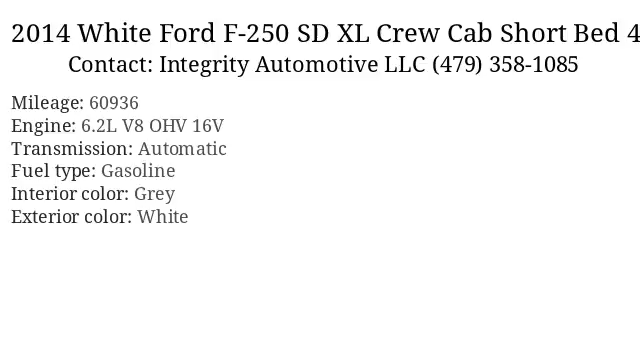 2014 White Ford F-250 SD XL Crew Cab Short Bed 4
Contact: Integrity Automotive LLC (479) 358-1085
Mileage: 60936
Engine: 6.2L V8 OHV 16V
Transmission: Automatic
Fuel type: Gasoline
Interior color: Grey
Exterior color: White